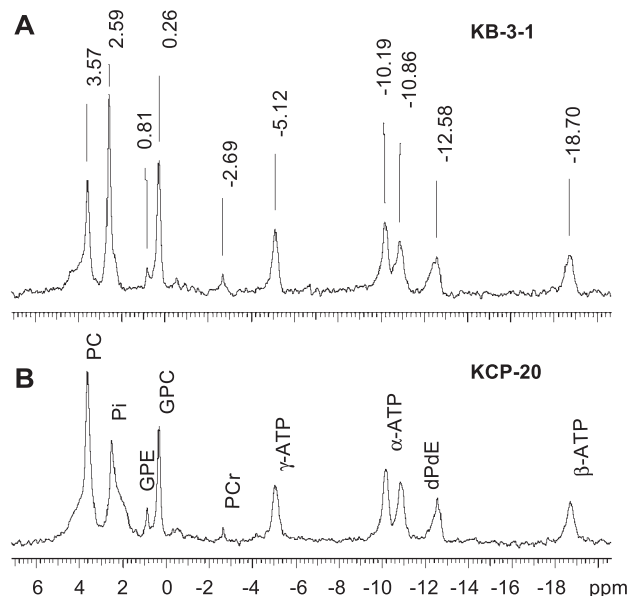 A
KB-3-1
3.57
2.59
0.81
0.26
-2.69
-5.12
-10.19
-10.86
-12.58
-18.70
B
KCP-20
PC
Pi
GPE
GPC
PCr
γ-ATP
α-ATP
dPdE
β-ATP
6 4 2 0 -2 -4 -6 -8 -10 -12 -14 -16 -18 ppm